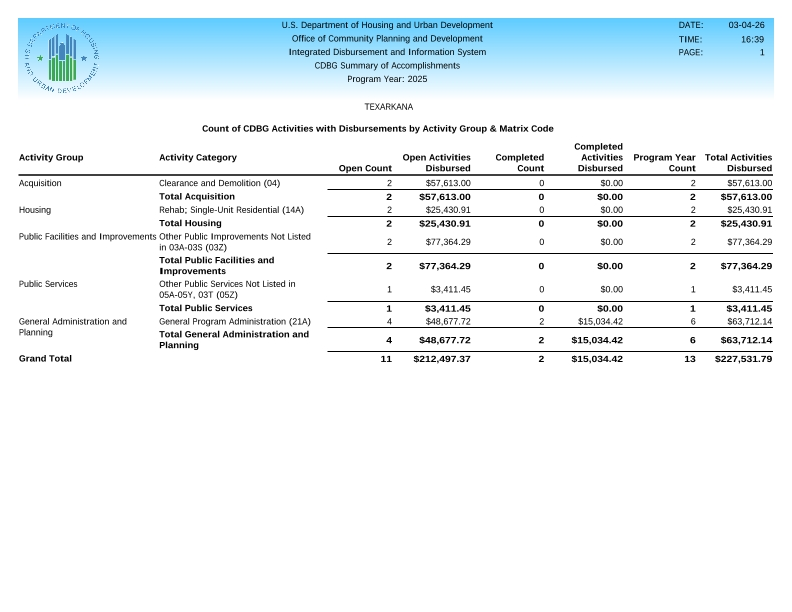 U.S. Department of Housing and Urban Development
Office of Community Planning and Development
Integrated Disbursement and Information System
CDBG Summary of Accomplishments
Program Year: 2025
DATE: 03-04-26
TIME: 16:39
PAGE: 1
U.S. DEPARTMENT OF HOUSING AND URBAN DEVELOPMENT
TEXARKANA
Count of CDBG Activities with Disbursements by Activity Group & Matrix Code
Activity Group Activity Category Open Count Open Activities Disbursed Completed Count Completed Activities Disbursed Program Year Count Total Activities Disbursed
Acquisition Clearance and Demolition (04) 2 $57,613.00 0 $0.00 2 $57,613.00
Total Acquisition 2 $57,613.00 0 $0.00 2 $57,613.00
Housing Rehab; Single-Unit Residential (14A) 2 $25,430.91 0 $0.00 2 $25,430.91
Total Housing 2 $25,430.91 0 $0.00 2 $25,430.91
Public Facilities and Improvements Other Public Improvements Not Listed in 03A-03S (03Z) 2 $77,364.29 0 $0.00 2 $77,364.29
Total Public Facilities and Improvements 2 $77,364.29 0 $0.00 2 $77,364.29
Public Services Other Public Services Not Listed in 05A-05Y, 03T (05Z) 1 $3,411.45 0 $0.00 1 $3,411.45
Total Public Services 1 $3,411.45 0 $0.00 1 $3,411.45
General Administration and Planning General Program Administration (21A) 4 $48,677.72 2 $15,034.42 6 $63,712.14
Total General Administration and Planning 4 $48,677.72 2 $15,034.42 6 $63,712.14
Grand Total 11 $212,497.37 2 $15,034.42 13 $227,531.79